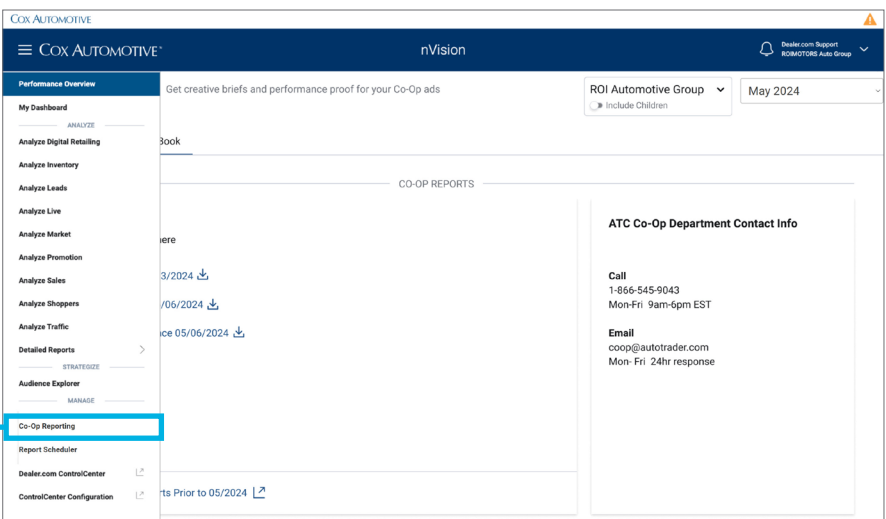 COX AUTOMOTIVE
COX AUTOMOTIVE
nVision
Dealer.com Support
ROIMOTORS Auto Group
Performance Overview
My Dashboard
ANALYZE
Analyze Digital Retailing
Analyze Inventory
Analyze Leads
Analyze Live
Analyze Market
Analyze Promotion
Analyze Sales
Analyze Shoppers
Analyze Traffic
Detailed Reports
STRATEGIZE
Audience Explorer
MANAGE
Co-Op Reporting
Report Scheduler
Dealer.com ControlCenter
ControlCenter Configuration
Get creative briefs and performance proof for your Co-Op ads
ROI Automotive Group
Include Children
May 2024
Book
CO-OP REPORTS
3/2024
/06/2024
05/06/2024
Prior to 05/2024
ATC Co-Op Department Contact Info
Call
1-866-545-9043
Mon-Fri 9am-6pm EST
Email
coop@autotrader.com
Mon- Fri 24hr response